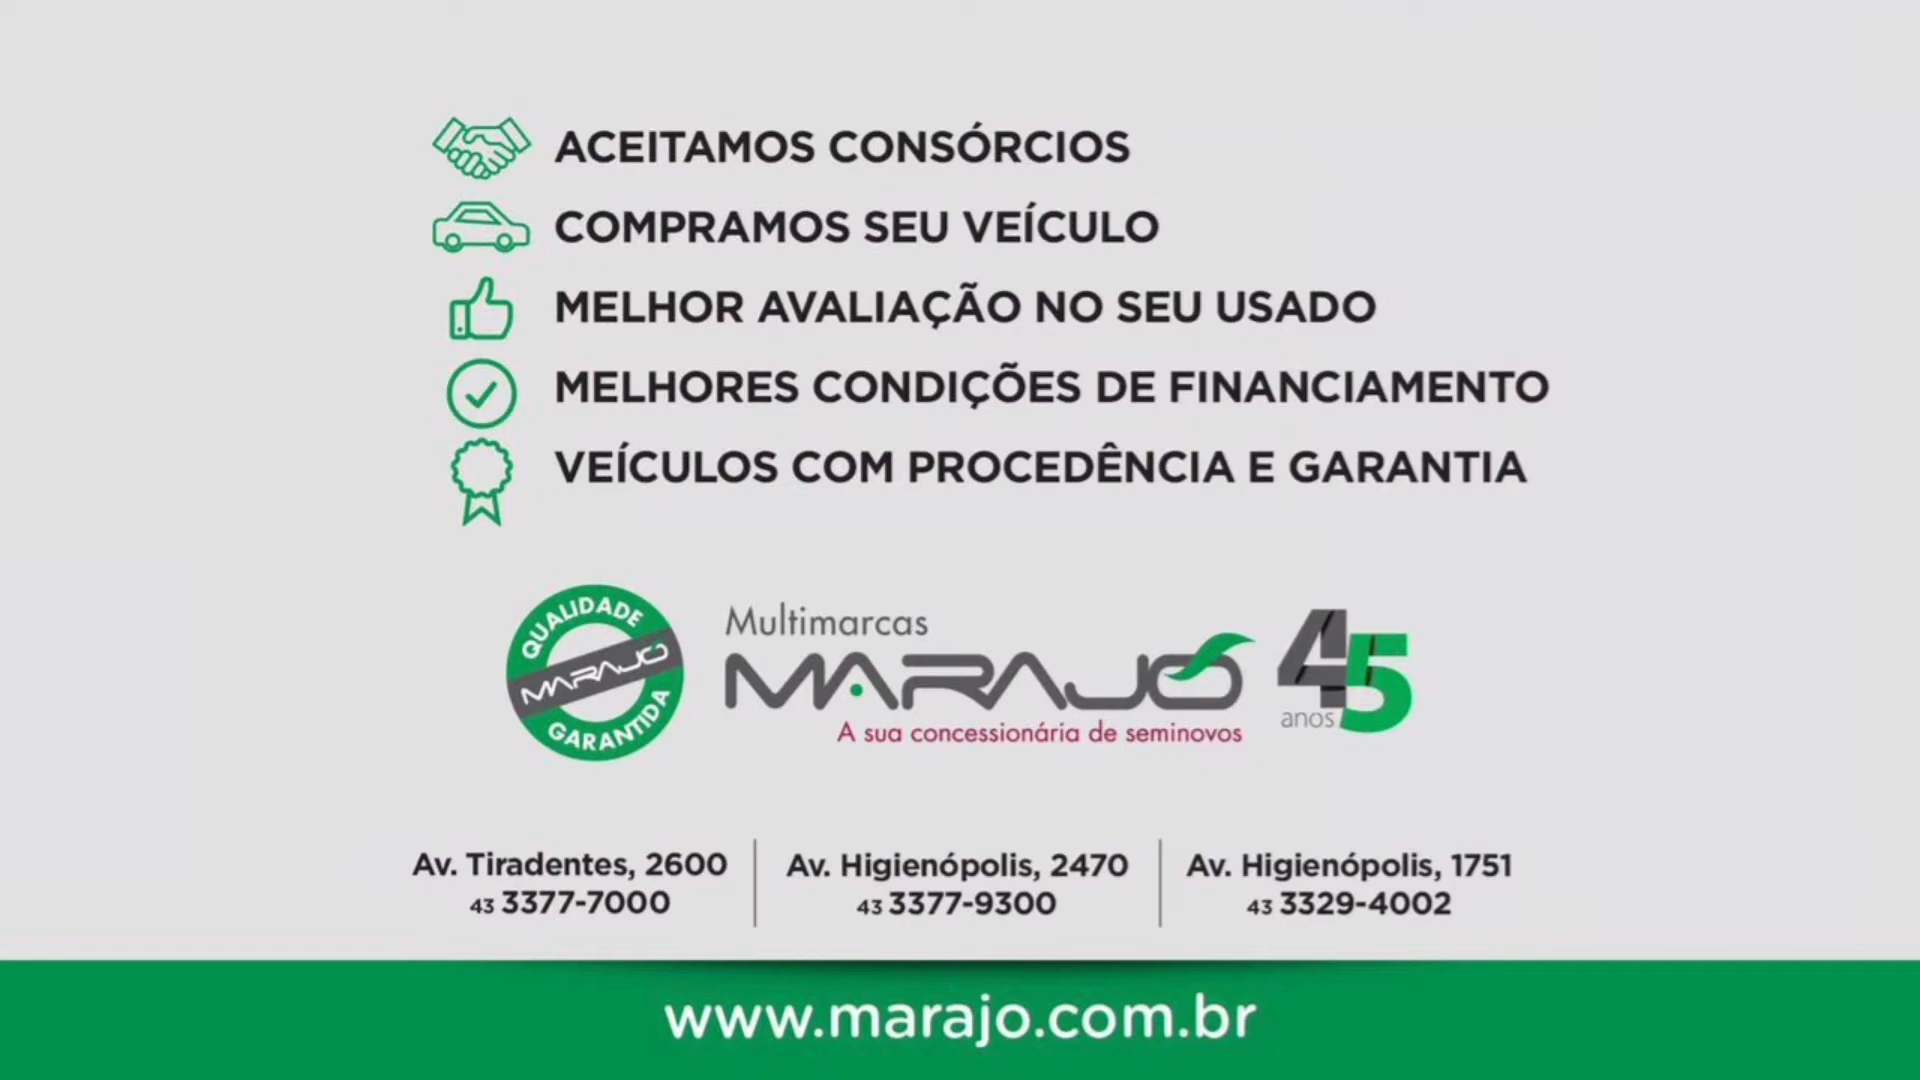 ACEITAMOS CONSÓRCIOS
COMPRAMOS SEU VEÍCULO
MELHOR AVALIAÇÃO NO SEU USADO
MELHORES CONDIÇÕES DE FINANCIAMENTO
VEÍCULOS COM PROCEDÊNCIA E GARANTIA
QUALIDADE
MARAJÓ
GARANTIDA
Multimarcas
MARAJÓ
A sua concessionária de seminovos
45
anos
Av. Tiradentes, 2600
43 3377-7000
Av. Higienópolis, 2470
43 3377-9300
Av. Higienópolis, 1751
43 3329-4002
www.marajo.com.br